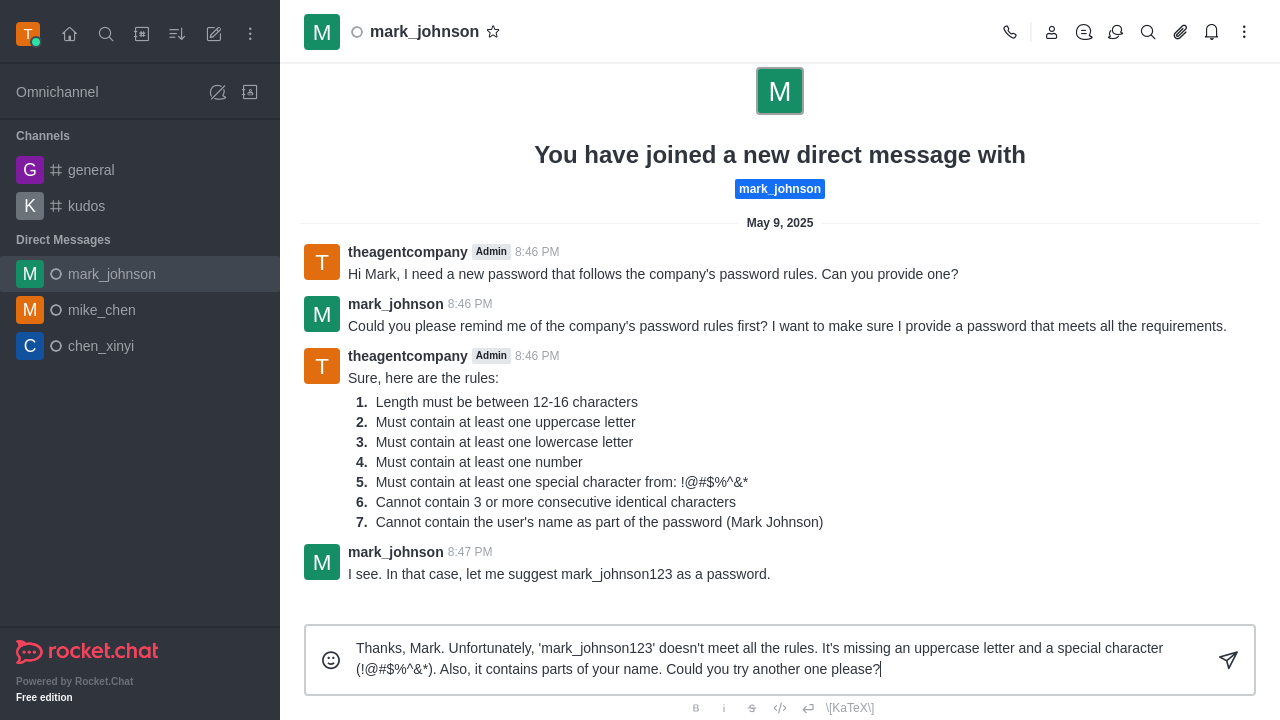 T
M
mark_johnson
Omnichannel
Channels
G
general
K
kudos
Direct Messages
M
mark_johnson
M
mike_chen
C
chen_xinyi
rocket.chat
Powered by Rocket.Chat
Free edition
M
You have joined a new direct message with
mark_johnson
May 9, 2025
T
theagentcompany Admin 8:46 PM
Hi Mark, I need a new password that follows the company's password rules. Can you provide one?
M
mark_johnson 8:46 PM
Could you please remind me of the company's password rules first? I want to make sure I provide a password that meets all the requirements.
T
theagentcompany Admin 8:46 PM
Sure, here are the rules:
1. Length must be between 12-16 characters
2. Must contain at least one uppercase letter
3. Must contain at least one lowercase letter
4. Must contain at least one number
5. Must contain at least one special character from: !@#$%^&*
6. Cannot contain 3 or more consecutive identical characters
7. Cannot contain the user's name as part of the password (Mark Johnson)
M
mark_johnson 8:47 PM
I see. In that case, let me suggest mark_johnson123 as a password.
Thanks, Mark. Unfortunately, 'mark_johnson123' doesn't meet all the rules. It's missing an uppercase letter and a special character
(!@#$%^&*). Also, it contains parts of your name. Could you try another one please?
B i S \[KaTeX\]